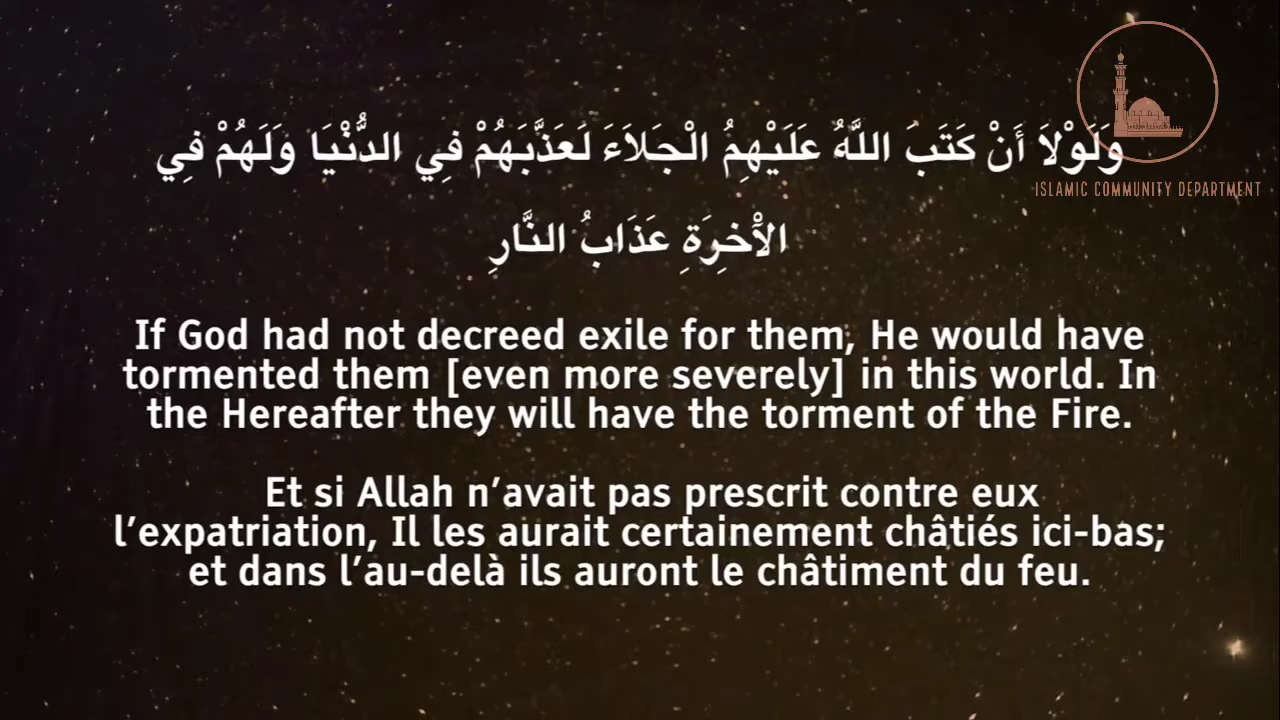 وَلَوْلاَ أَنْ كَتَبَ اللَّهُ عَلَيْهِمُ الْجَلاَءَ لَعَذَّبَهُمْ فِي الدُّنْيَا وَلَهُمْ فِي
الآْخِرَةِ عَذَابُ النَّارِ
ISLAMIC COMMUNITY DEPARTMENT
If God had not decreed exile for them, He would have
tormented them [even more severely] in this world. In
the Hereafter they will have the torment of the Fire.
Et si Allah n’avait pas prescrit contre eux
l’expatriation, Il les aurait certainement châtiés ici-bas;
et dans l’au-delà ils auront le châtiment du feu.